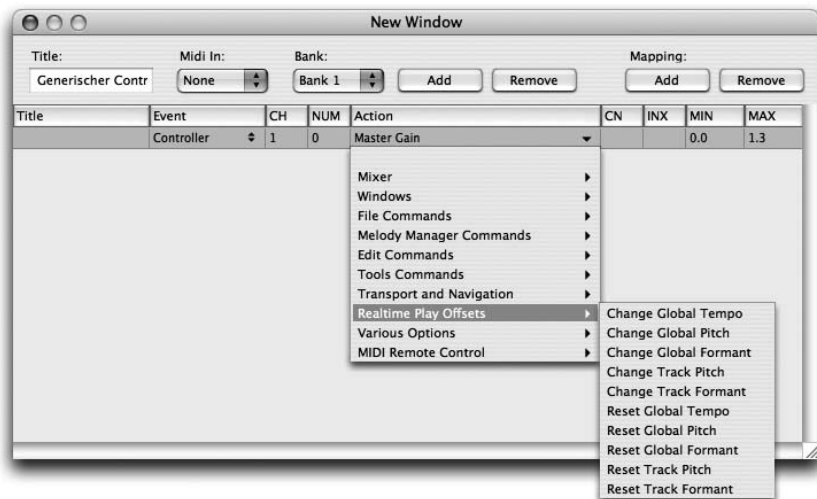 New Window
Title: Midi In: Bank: Mapping:
Generischer Contr None Bank 1 Add Remove Add Remove
Title Event CH NUM Action CN INX MIN MAX
Controller 1 0 Master Gain 0.0 1.3
Mixer
Windows
File Commands
Melody Manager Commands
Edit Commands
Tools Commands
Transport and Navigation
Realtime Play Offsets
Various Options
MIDI Remote Control
Change Global Tempo
Change Global Pitch
Change Global Formant
Change Track Pitch
Change Track Formant
Reset Global Tempo
Reset Global Pitch
Reset Global Formant
Reset Track Pitch
Reset Track Formant